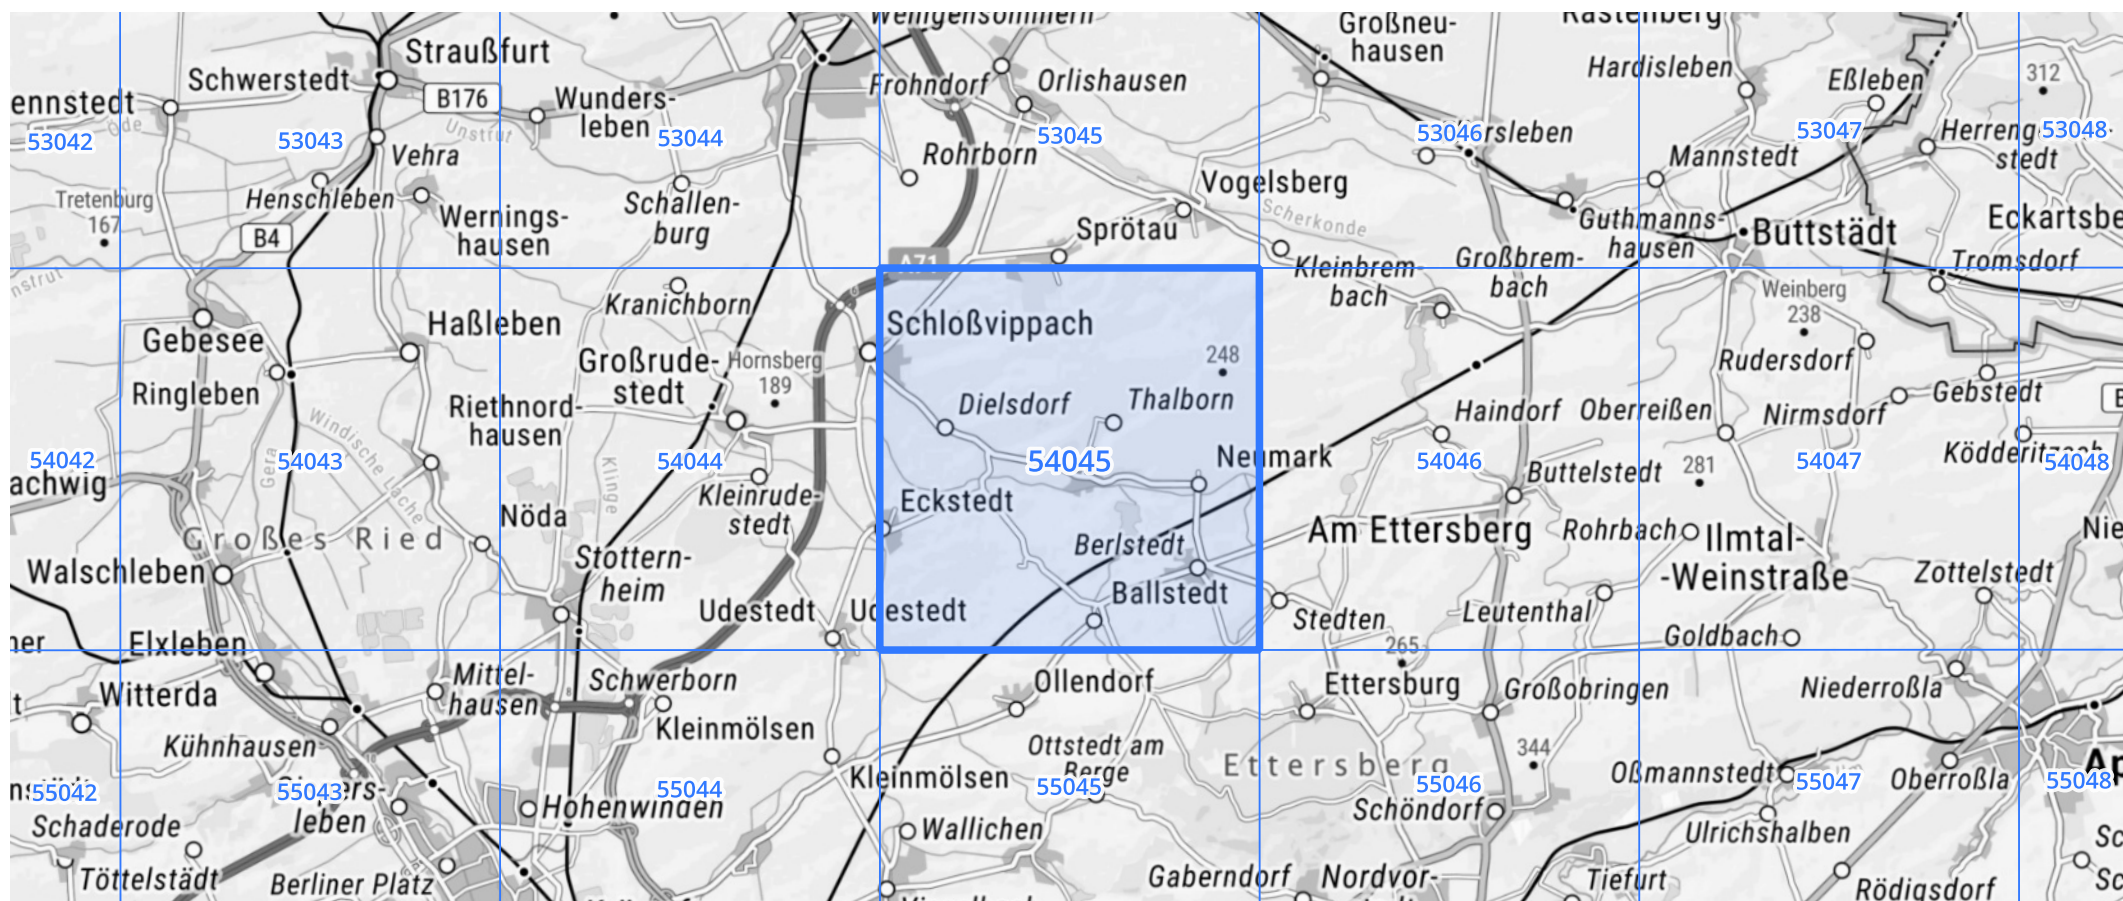 Großneu-
hausen
Straußfurt
Schwerstedt
Frohndorf
Orlishausen
Hardisleben
Eßleben
312
ennstedt
B176
Wunders-
leben
Unstrut
53042
53043
53044
53045
53046
53047
53048
Vehra
Rohrborn
Mannstedt
stedt
Tretenburg
167
Henschleben
Wernings-
hausen
Schallen-
burg
Vogelsberg
Scherkonde
Guthmanns-
hausen
Buttstädt
B4
Sprötau
A71
Kleinbrem-
bach
Großbrem-
bach
Tromsdorf
Kranichborn
Weinberg
238
Gebesee
Haßleben
Schloßvippach
Großrude-
stedt
Hornsberg
189
248
Rudersdorf
Ringleben
Riethnord-
hausen
Dielsdorf
Thalborn
Haindorf
Oberreißen
Nirmsdorf
Gebstedt
Windische Lache
Gera
Klinge
54042
54043
54044
54045
Neumark
54046
54047
54048
achwig
Kleinrude-
stedt
Eckstedt
Buttelstedt
281
Nöda
Großes Ried
Am Ettersberg
Rohrbach
Ilmtal-
-Weinstraße
Walschleben
Stottern-
heim
Berlstedt
Ballstedt
Zottelstedt
Udestedt
Udestedt
Stedten
Leutenthal
Elxleben
265
Goldbach
Witterda
Mittel-
hausen
Schwerborn
Ollendorf
Ettersburg
Großobringen
Niederroßla
Kühnhausen
Kleinmölsen
Ottstedt am
Berge
Ettersberg
344
Kleinmölsen
Oßmannstedt
Oberroßla
55042
55043
55044
55045
55046
55047
55048
leben
Hohenwinden
Schöndorf
Schaderode
Wallichen
Ulrichshalben
Töttelstädt
Berliner Platz
Gaberndorf
Nordvor-
Tiefurt
Rödigsdorf